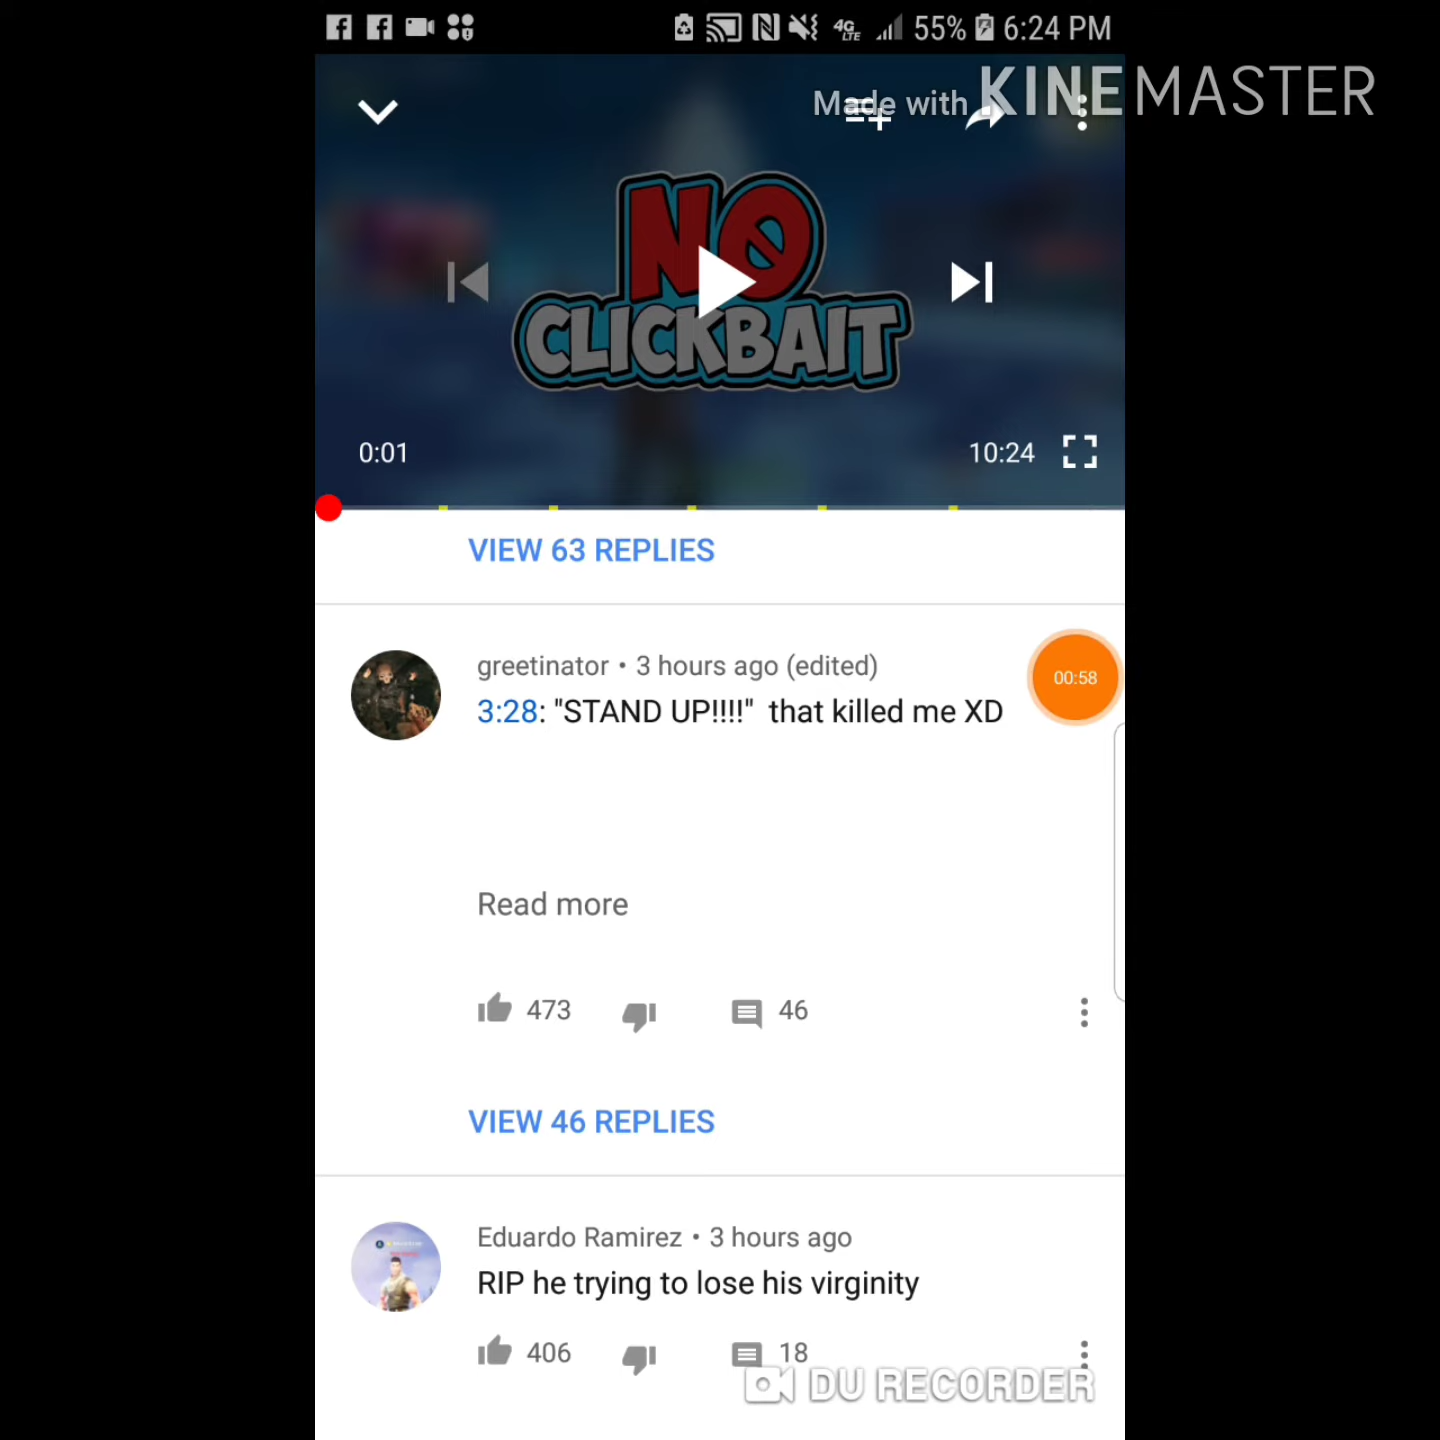 4G LTE 55% 6:24 PM
Made with KINEMASTER
NO
CLICKBAIT
0:01 10:24
VIEW 63 REPLIES
greetinator • 3 hours ago (edited)
00:58
3:28: "STAND UP!!!!" that killed me XD
Read more
473 46
VIEW 46 REPLIES
Eduardo Ramirez • 3 hours ago
RIP he trying to lose his virginity
406 18
DU RECORDER